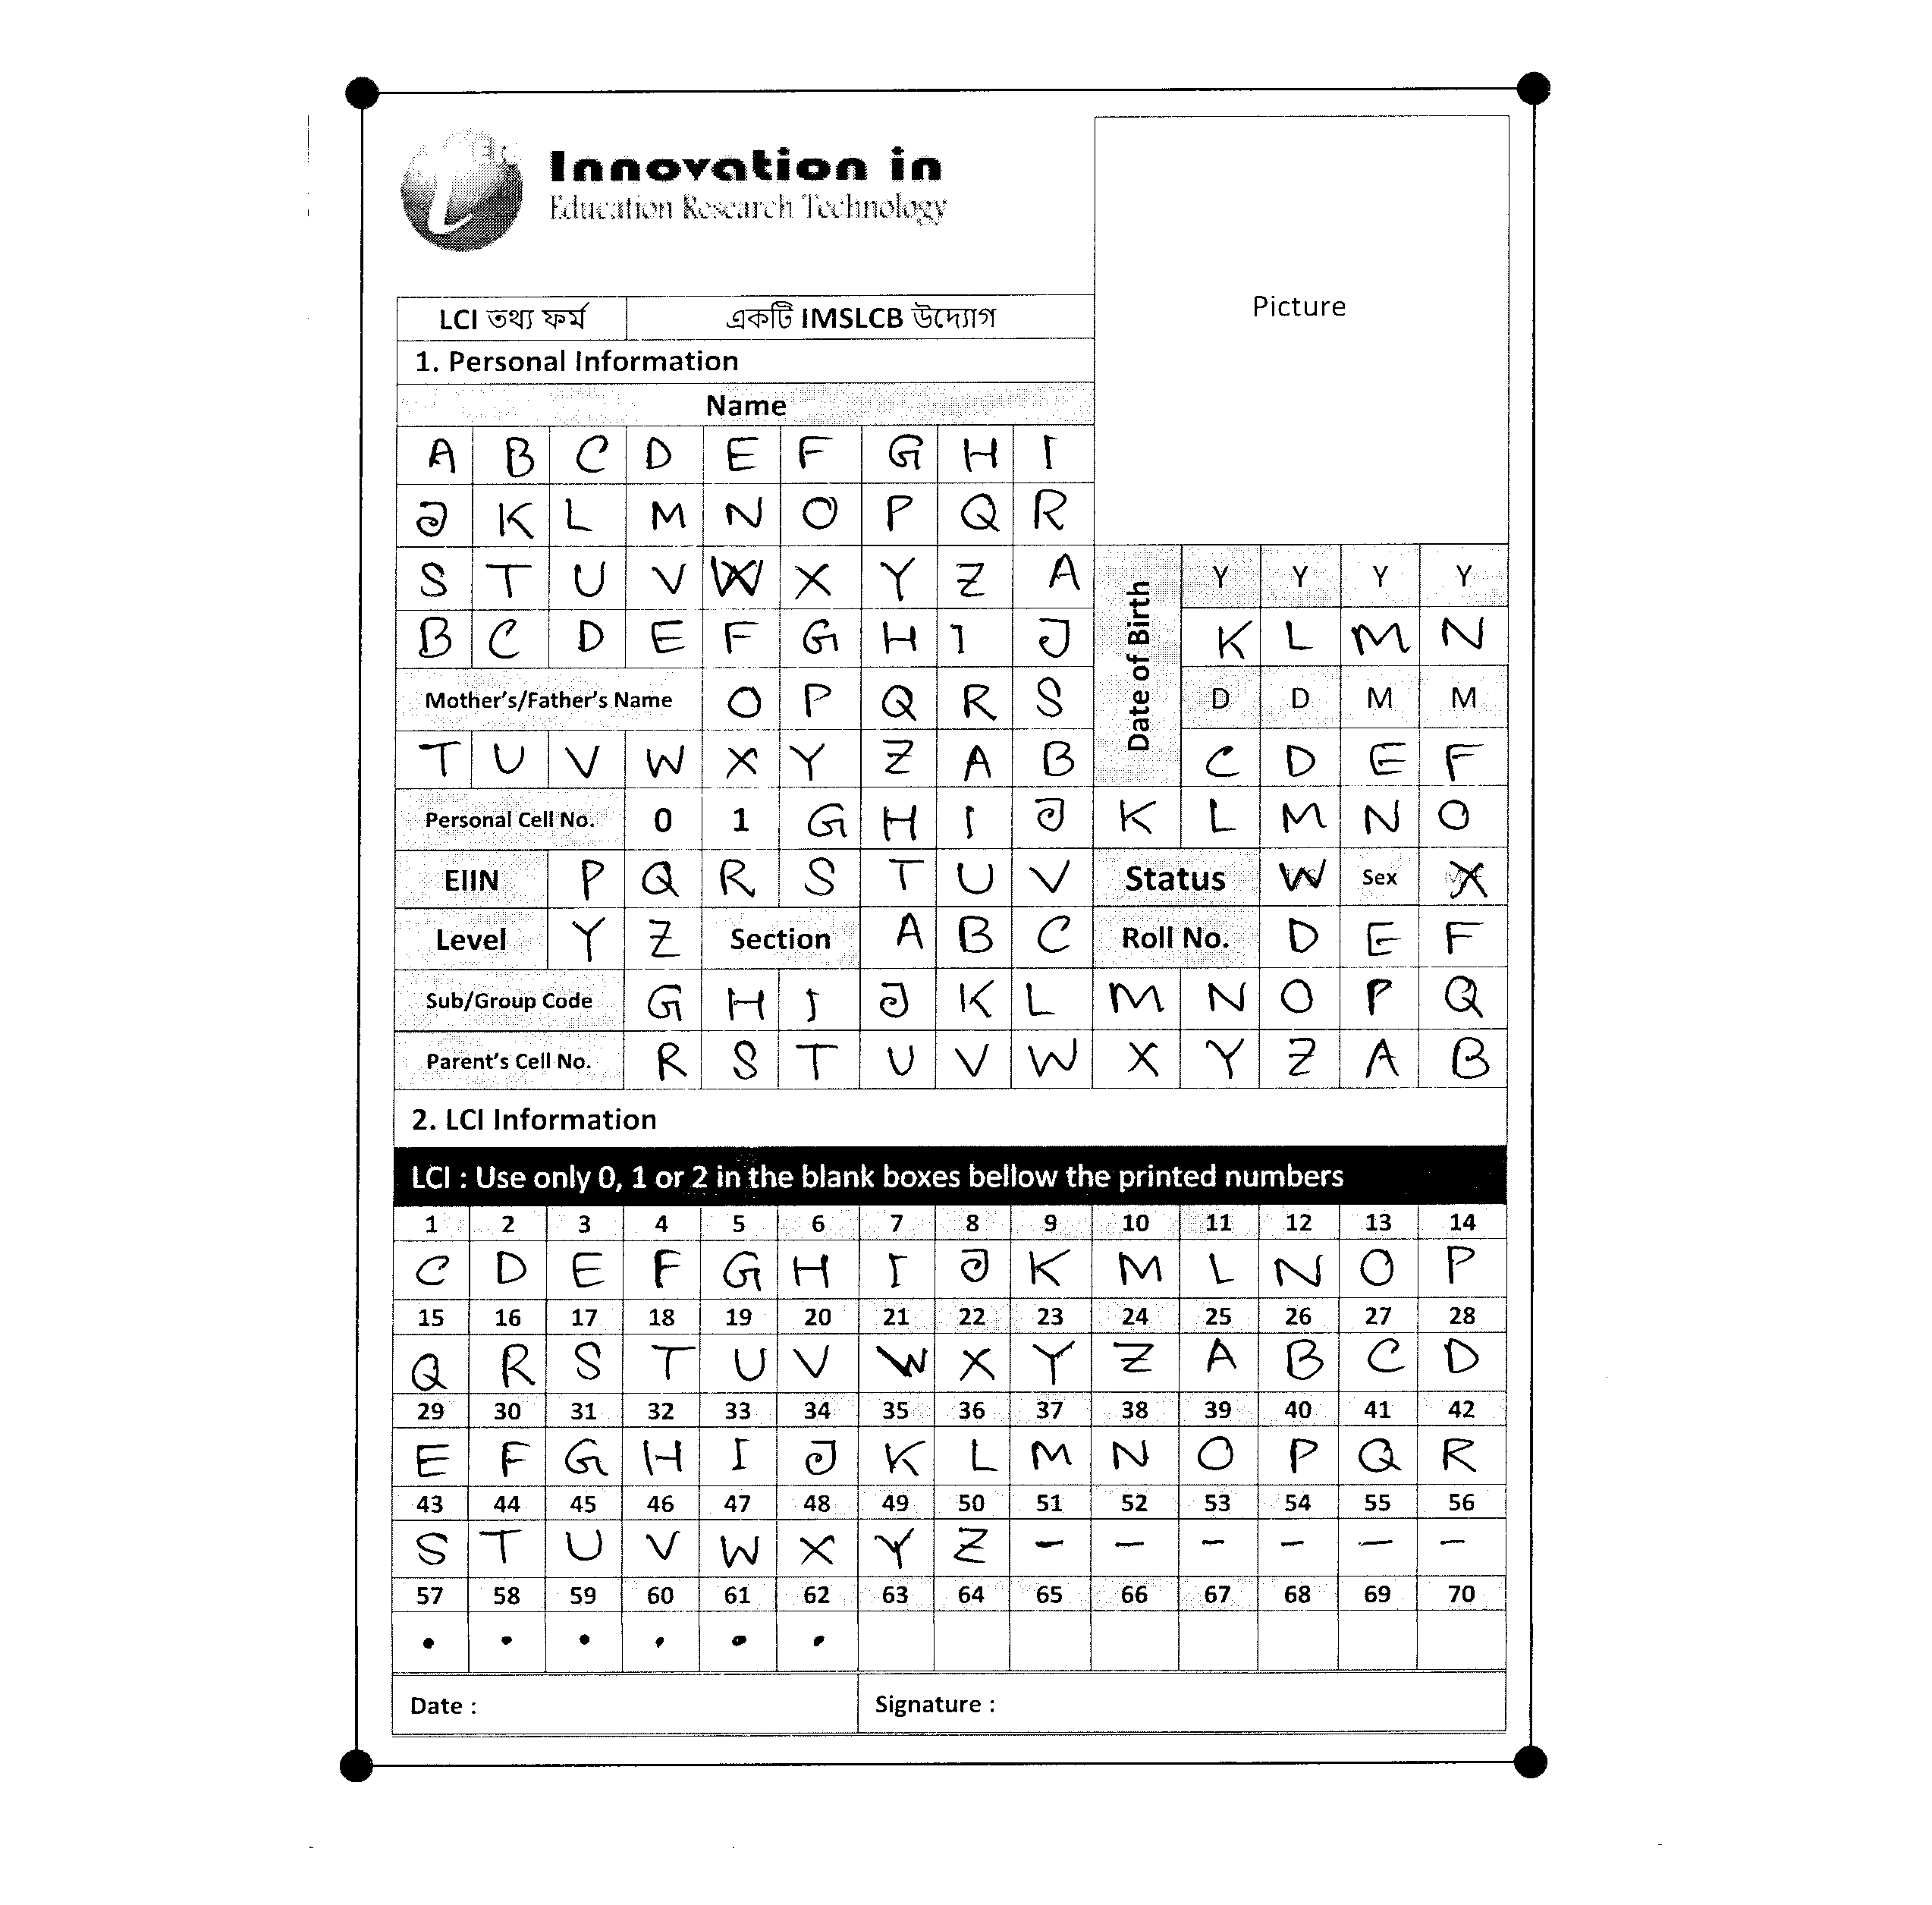 Innovation in
Education Research Technology
Picture
LCI তথ্য ফর্ম একটি IMSLCB উদ্যোগ
1. Personal Information
Name
A B C D E F G H I
J K L M N O P Q R
S T U V W X Y Z A
Date of Birth Y Y Y Y
B C D E F G H I J K L M N
Mother's/Father's Name O P Q R S D D M M
T U V W X Y Z A B C D E F
Personal Cell No. 0 1 G H I J K L M N O
EIIN P Q R S T U V Status W Sex X
Level Y Z Section A B C Roll No. D E F
Sub/Group Code G H I J K L M N O P Q
Parent's Cell No. R S T U V W X Y Z A B
2. LCI Information
LCI : Use only 0, 1 or 2 in the blank boxes bellow the printed numbers
1 2 3 4 5 6 7 8 9 10 11 12 13 14
C D E F G H I J K M L N O P
15 16 17 18 19 20 21 22 23 24 25 26 27 28
Q R S T U V W X Y Z A B C D
29 30 31 32 33 34 35 36 37 38 39 40 41 42
E F G H I J K L M N O P Q R
43 44 45 46 47 48 49 50 51 52 53 54 55 56
S T U V W X Y Z - - - - - -
57 58 59 60 61 62 63 64 65 66 67 68 69 70
. . . . . .
Date : Signature :